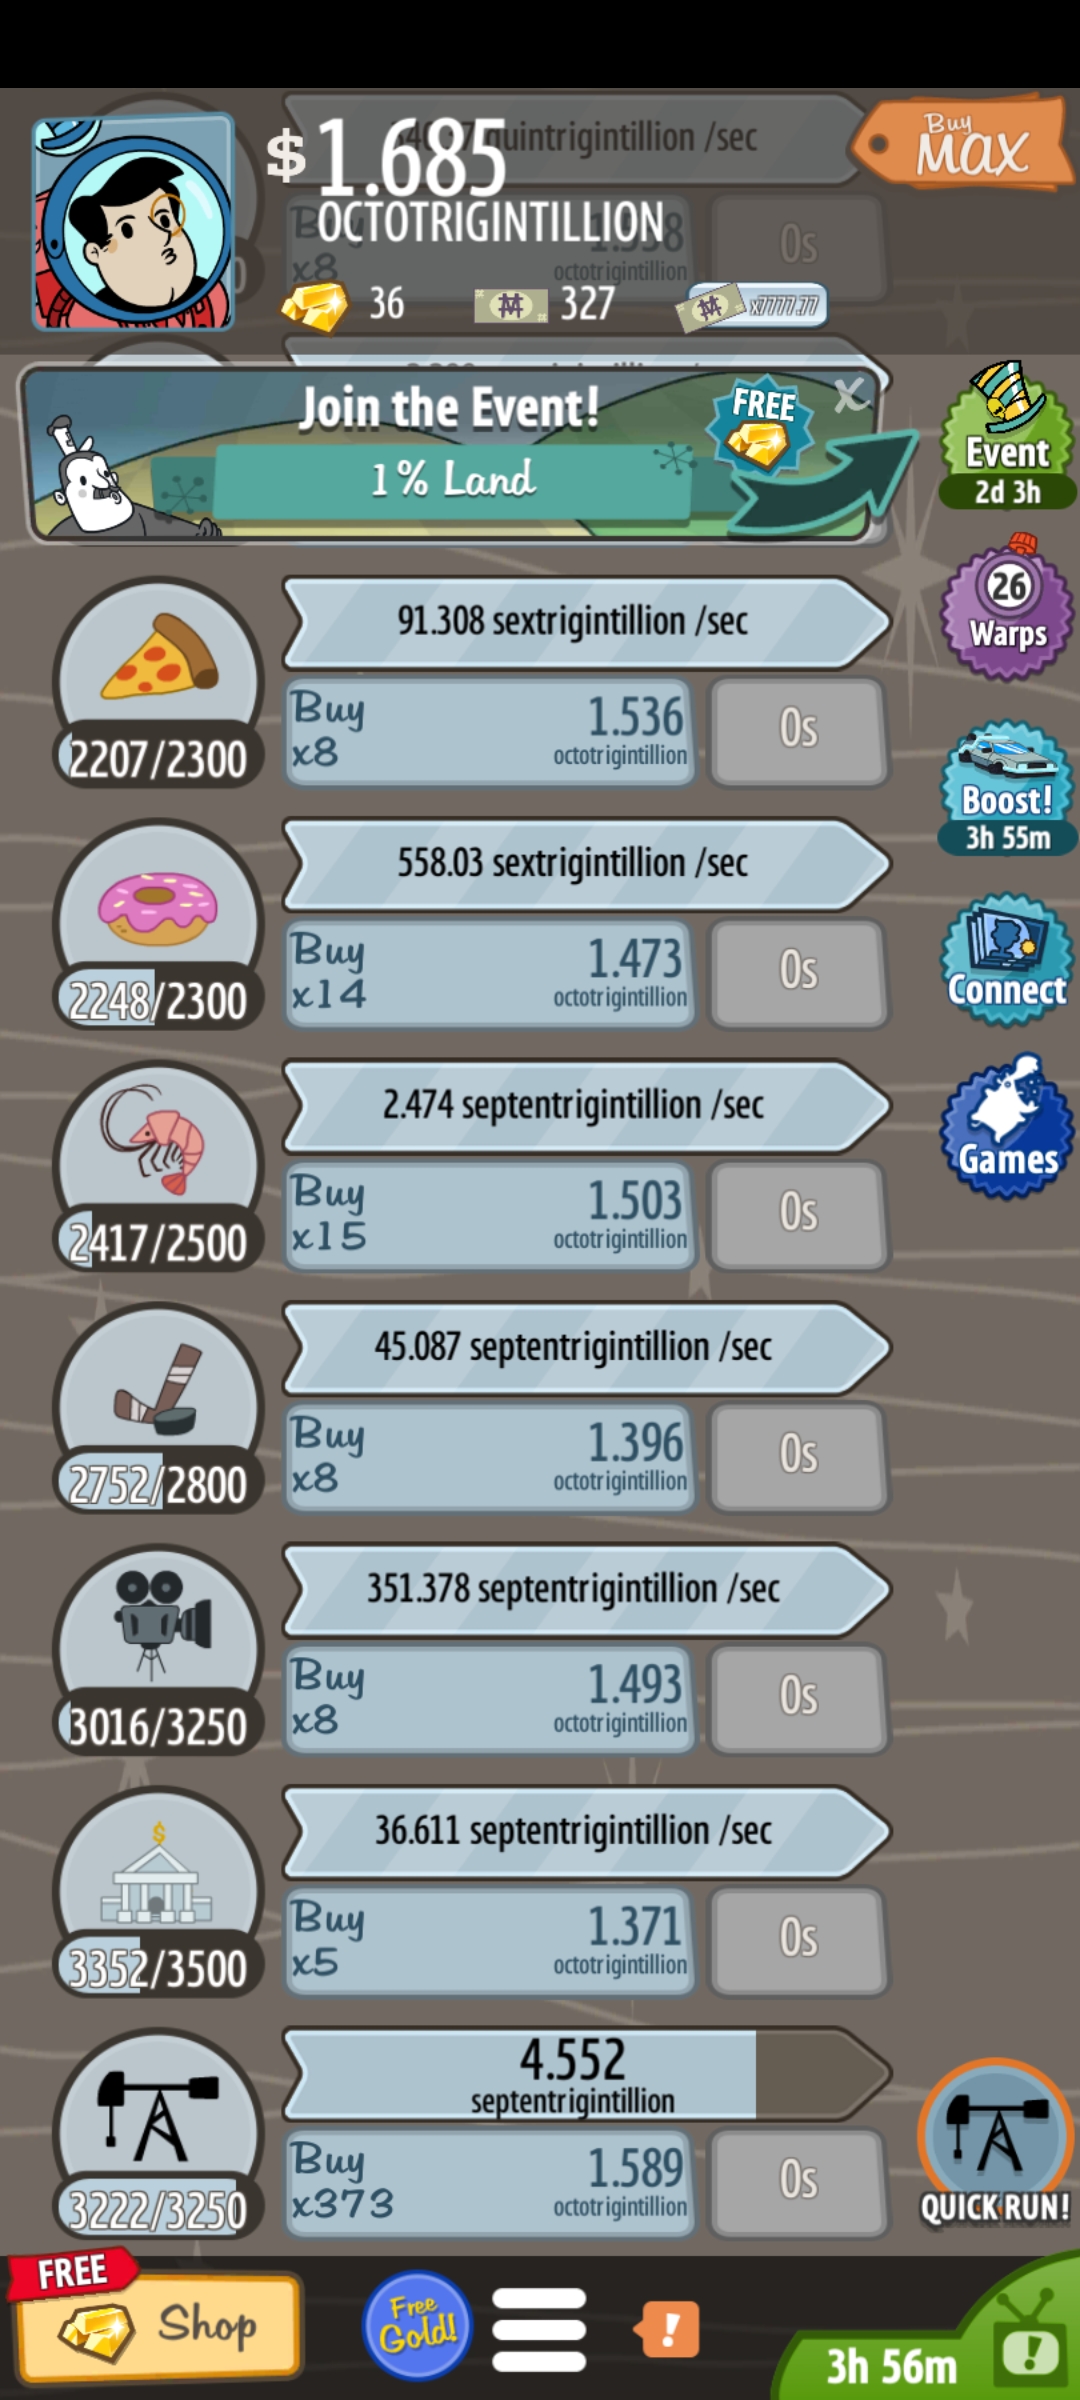 $1.685
OCTOTRIGINTILLION
quintrigintillion /sec
Buy
MAX
Buy
x8
octotrigintillion
0s
36
327
x7777.77
Join the Event!
FREE
X
1% Land
Event
2d 3h
26
Warps
91.308 sextrigintillion /sec
Buy
x8
1.536
octotrigintillion
0s
2207/2300
Boost!
3h 55m
558.03 sextrigintillion /sec
Buy
x14
1.473
octotrigintillion
0s
2248/2300
Connect
2.474 septentrigintillion /sec
Buy
x15
1.503
octotrigintillion
0s
2417/2500
Games
45.087 septentrigintillion /sec
Buy
x8
1.396
octotrigintillion
0s
2752/2800
351.378 septentrigintillion /sec
Buy
x8
1.493
octotrigintillion
0s
3016/3250
$
36.611 septentrigintillion /sec
Buy
x5
1.371
octotrigintillion
0s
3352/3500
4.552
septentrigintillion
Buy
x373
1.589
octotrigintillion
0s
3222/3250
QUICK RUN!
FREE
Shop
Free
Gold!
!
3h 56m
!